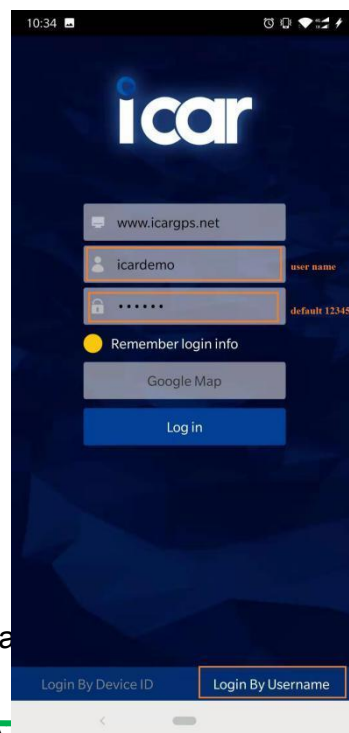 10:34
icar
www.icargps.net
icardemo
user name
••••••
default 12345
Remember login info
Google Map
Log in
Login By Device ID
Login By Username